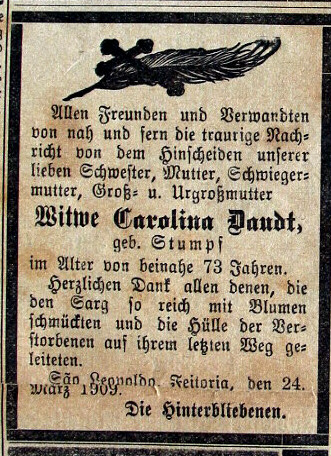 Allen Freunden und Verwandten
von nah und fern die traurige Nach-
richt von dem Hinscheiden unserer
lieben Schwester, Mutter, Schwieger-
mutter, Groß- u. Urgroßmutter
Witwe Carolina Daudt,
geb. Stumpf
im Alter von beinahe 73 Jahren.
Herzlichen Dank allen denen, die
den Sarg so reich mit Blumen
schmückten und die Hülle der Ver-
storbenen auf ihrem letzten Weg ge-
leiteten.
São Leopoldo, Feitoria, den 24.
März 1909.
Die Hinterbliebenen.